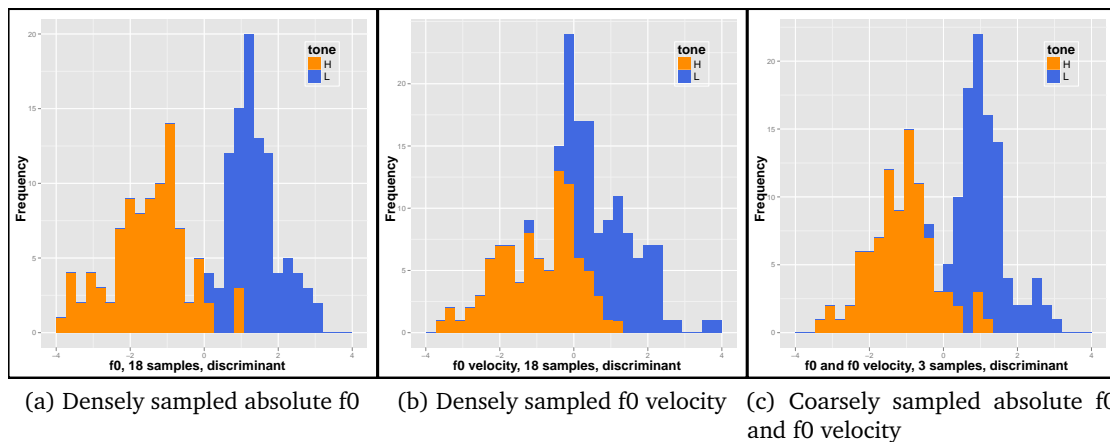 20
15
10
5
0
Frequency
tone
H
L
−4
−2
0
2
4
f0, 18 samples, discriminant
20
15
10
5
0
Frequency
tone
H
L
−4
−2
0
2
4
f0 velocity, 18 samples, discriminant
20
15
10
5
0
Frequency
tone
H
L
−4
−2
0
2
4
f0 and f0 velocity, 3 samples, discriminant
(a) Densely sampled absolute f0
(b) Densely sampled f0 velocity
(c) Coarsely sampled absolute f0
and f0 velocity